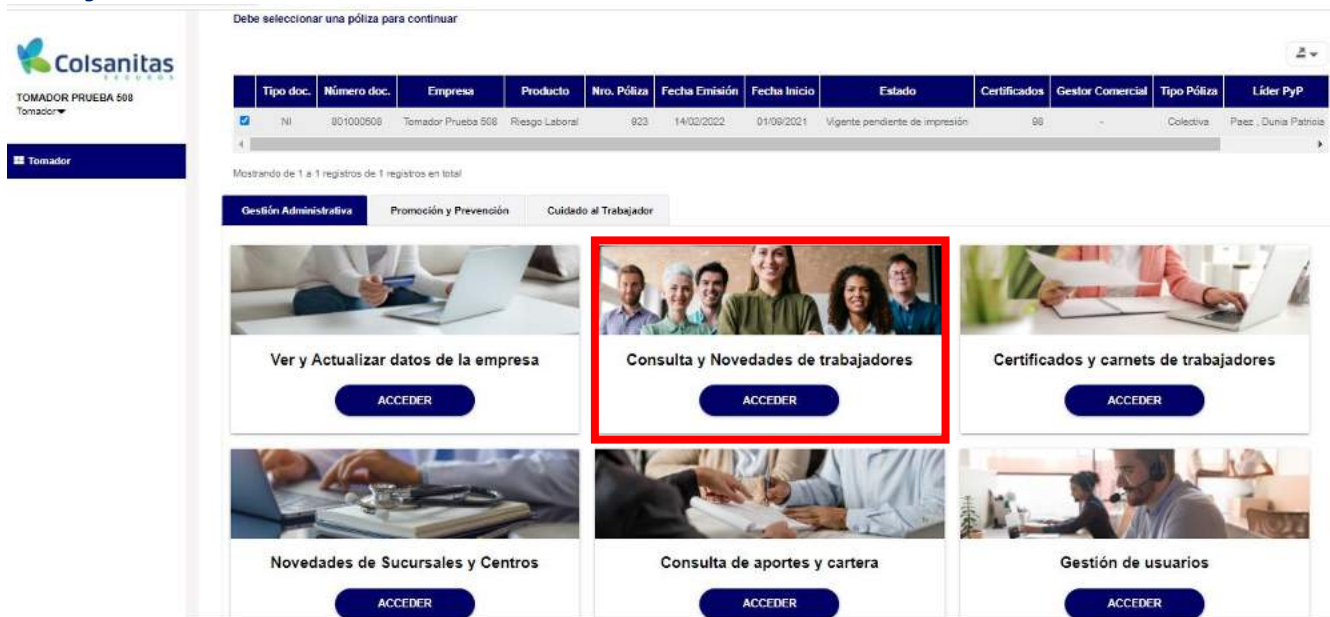 Debe seleccionar una póliza para continuar
Colsanitas
SEGUROS
TOMADOR PRUEBA 508
Tomador
Tomador
Tipo doc. Número doc. Empresa Producto Nro. Póliza Fecha Emisión Fecha Inicio Estado Certificados Gestor Comercial Tipo Póliza Líder PyP
NI 801000508 Tomador Prueba 508 Riesgo Laboral 923 14/02/2022 01/09/2021 Vigente pendiente de impresión 98 - Colectiva Paez , Dunia Patricia
Mostrando de 1 a 1 registros de 1 registros en total
Gestión Administrativa Promoción y Prevención Cuidado al Trabajador
Ver y Actualizar datos de la empresa Consulta y Novedades de trabajadores Certificados y carnets de trabajadores
ACCEDER ACCEDER ACCEDER
Novedades de Sucursales y Centros Consulta de aportes y cartera Gestión de usuarios
ACCEDER ACCEDER ACCEDER